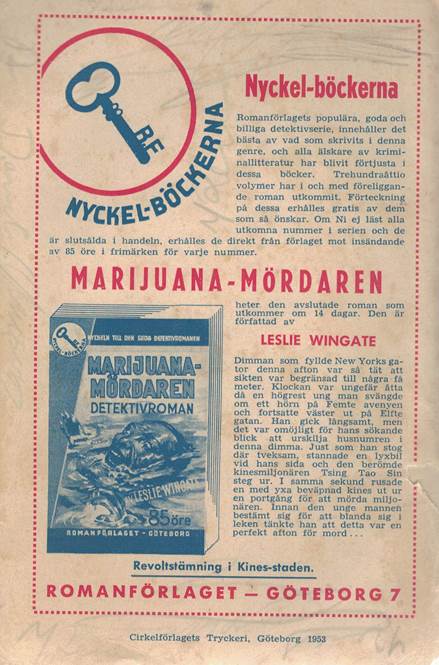 Nyckel-böckerna
BE
NYCKEL-BÖCKERNA
Romanförlagets populära, goda och
billiga detektivserie, innehåller det
bästa av vad som skrivits i denna
genre, och alla älskare av krimi-
nallitteratur har blivit förtjusta i
dessa böcker. Trehundraåttio
volymer har i och med föreliggan-
de roman utkommit. Förteckning
på dessa erhålles gratis av dem
som så önskar. Om Ni ej läst alla
utkomna nummer i serien och de
är slutsålda i handeln, erhålles de direkt från förlaget mot insändande
av 85 öre i frimärken för varje nummer.
MARIJUANA-MÖRDAREN
heter den avslutade roman som
utkommer om 14 dagar. Den är
författad av
LESLIE WINGATE
Dimman som fyllde New Yorks ga-
tor denna afton var så tät att
sikten var begränsad till några få
meter. Klockan var ungefär åtta
då en högrest ung man svängde
om ett hörn på Femte avenyen
och fortsatte väster ut på Elfte
gatan. Han gick långsamt, men
det var omöjligt för hans sökande
blick att urskilja husnumren i
denna dimma. Just som han stog
där tveksam, stannade en lyxbil
vid hans sida och den berömde
kinesmiljonären Tsing Tao Sin
steg ur. I samma sekund rusade
en med yxa beväpnad kines ut ur
en portgång för att mörda miljo-
nären. Innan den unge mannen
bestämt sig för att blanda sig i
leken tänkte han att detta var en
perfekt afton för mord...
NYCKELN TILL DEN GODA DETEKTIVROMANEN
MARIJUANA-
MÖRDAREN
DETEKTIVROMAN
AV LESLIE WINGATE
85 öre
ROMANFÖRLAGET - GÖTEBORG
Revoltstämning i Kines-staden.
ROMANFÖRLAGET — GÖTEBORG 7
Cirkelförlagets Tryckeri, Göteborg 1953